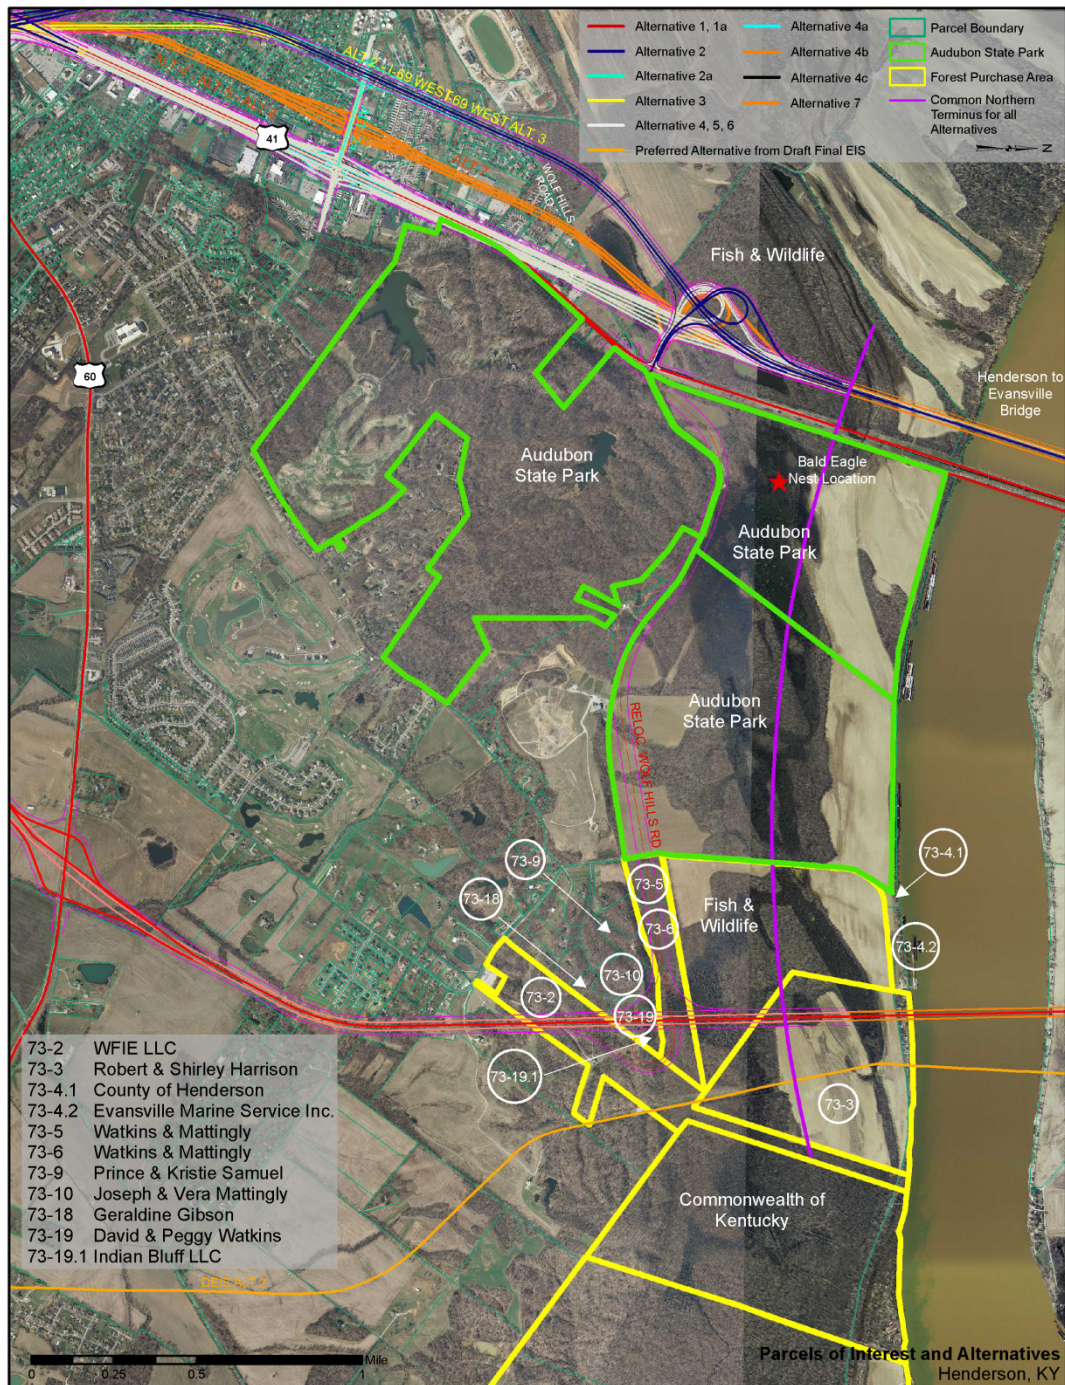 Alternative 1, 1a
Alternative 2
Alternative 2a
Alternative 3
Alternative 4, 5, 6
Preferred Alternative from Draft Final EIS
Alternative 4a
Alternative 4b
Alternative 4c
Alternative 7
Parcel Boundary
Audubon State Park
Forest Purchase Area
Common Northern
Terminus for all
Alternatives
N
ALT. 2 I-69 WEST
I-69 WEST ALT. 3
41
WOLF HILLS
ROAD
Fish & Wildlife
60
Henderson to
Evansville
Bridge
Audubon
State Park
Bald Eagle
Nest Location
Audubon
State Park
Audubon
State Park
RELOC. WOLF HILLS RD
73-9
73-18
73-5
73-6
Fish &
Wildlife
73-4.1
73-4.2
73-10
73-2
73-19
73-19.1
73-3
Commonwealth of
Kentucky
73-2 WFIE LLC
73-3 Robert & Shirley Harrison
73-4.1 County of Henderson
73-4.2 Evansville Marine Service Inc.
73-5 Watkins & Mattingly
73-6 Watkins & Mattingly
73-9 Prince & Kristie Samuel
73-10 Joseph & Vera Mattingly
73-18 Geraldine Gibson
73-19 David & Peggy Watkins
73-19.1 Indian Bluff LLC
DEIS ALT 2
Mile
0 0.25 0.5 1
Parcels of Interest and Alternatives
Henderson, KY